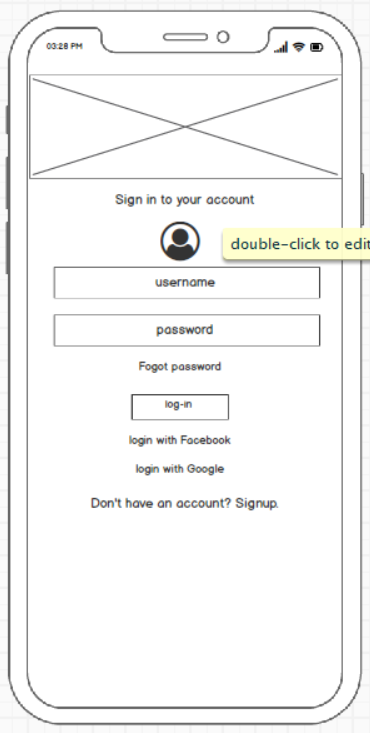 03:28 PM
Sign in to your account
double-click to edit
username
password
Fogot password
log-in
login with Facebook
login with Google
Don't have an account? Signup.